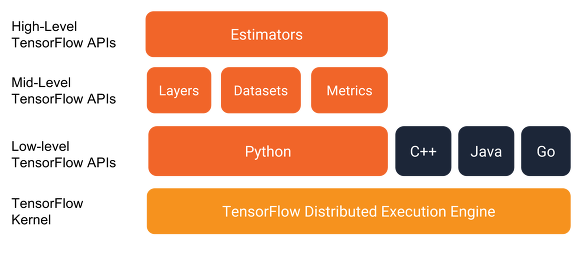 High-Level
TensorFlow APIs
Estimators
Mid-Level
TensorFlow APIs
Layers Datasets Metrics
Low-level
TensorFlow APIs
Python C++ Java Go
TensorFlow
Kernel
TensorFlow Distributed Execution Engine